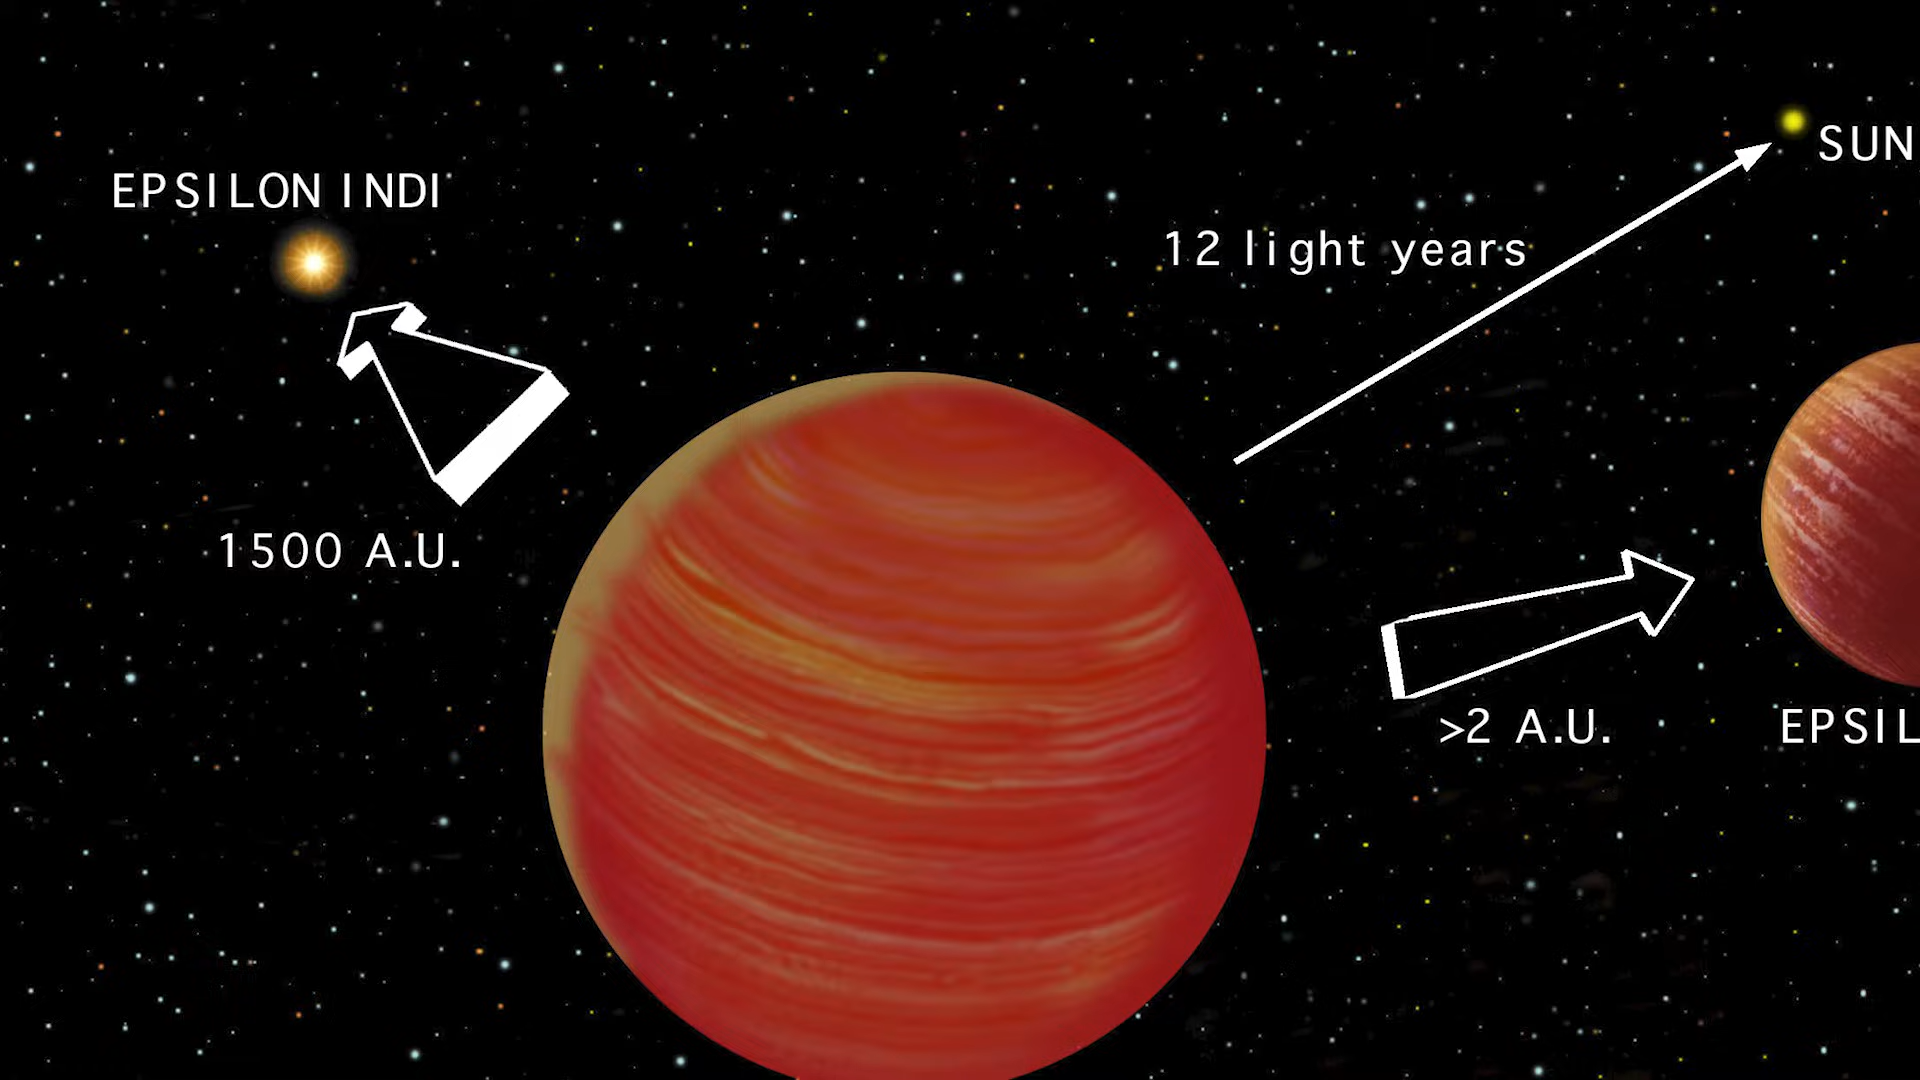 EPSILON INDI
SUN
12 light years
1500 A.U.
>2 A.U.
EPSIL